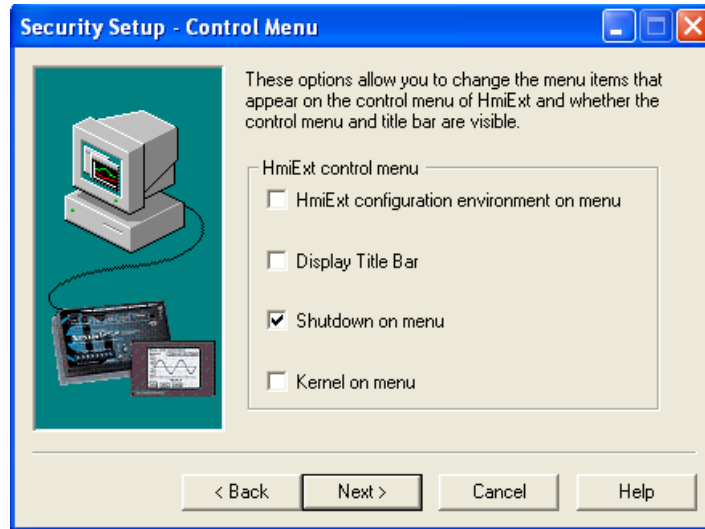 Security Setup - Control Menu
These options allow you to change the menu items that
appear on the control menu of HmiExt and whether the
control menu and title bar are visible.
HmiExt control menu
HmiExt configuration environment on menu
Display Title Bar
Shutdown on menu
Kernel on menu
< Back
Next >
Cancel
Help